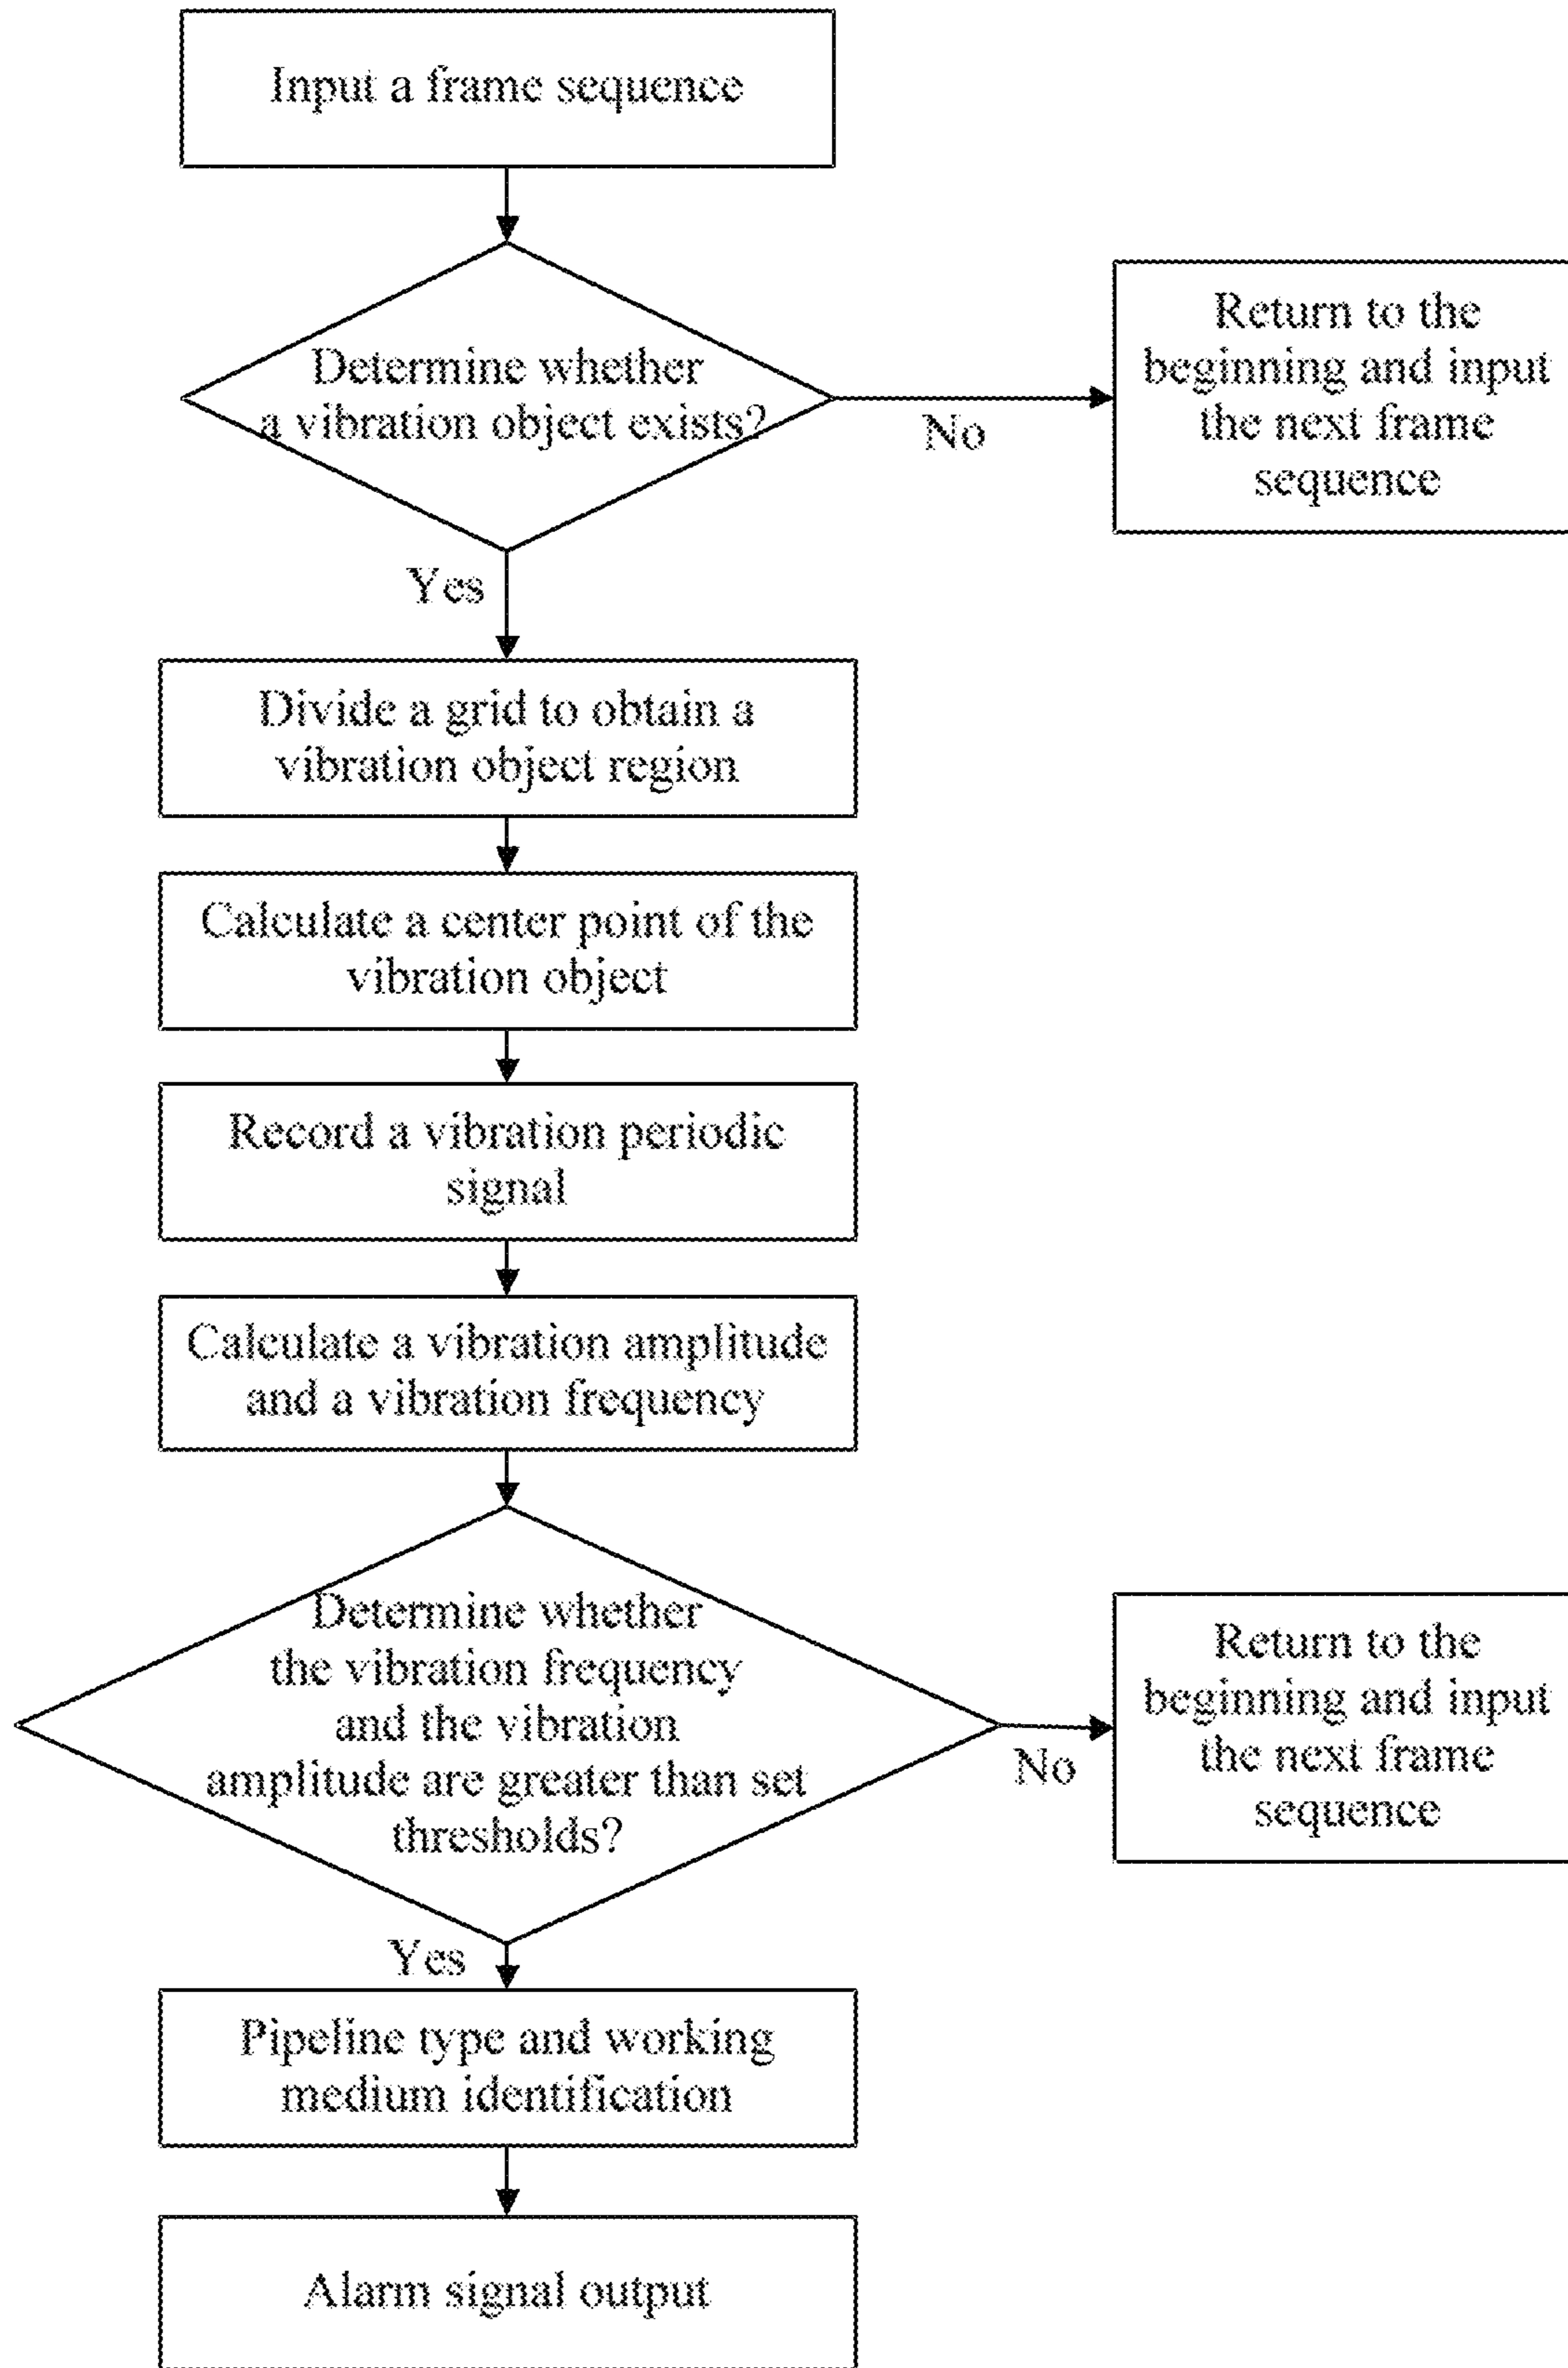 Input a frame sequence
Determine whether
a vibration object exists?
No
Return to the
beginning and input
the next frame
sequence
Yes
Divide a grid to obtain a
vibration object region
Calculate a center point of the
vibration object
Record a vibration periodic
signal
Calculate a vibration amplitude
and a vibration frequency
Determine whether
the vibration frequency
and the vibration
amplitude are greater than set
thresholds?
No
Return to the
beginning and input
the next frame
sequence
Yes
Pipeline type and working
medium identification
Alarm signal output